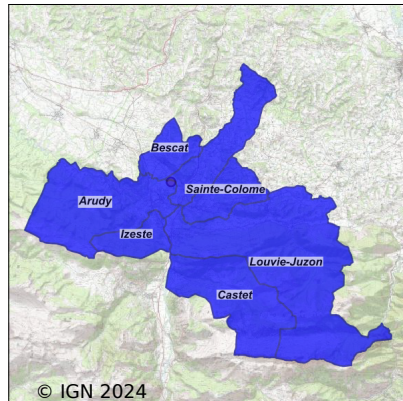 Bescat
Sainte-Colome
Arudy
Izeste
Louvie-Juzon
Castet
© IGN 2024